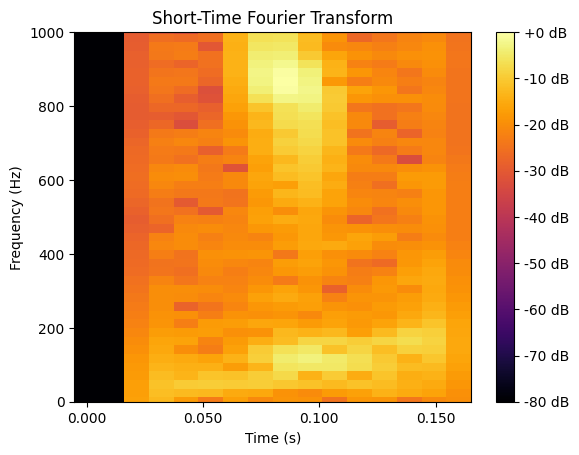 Short-Time Fourier Transform
1000
800
600
400
200
0
Frequency (Hz)
0.000
0.050
0.100
0.150
Time (s)
+0 dB
-10 dB
-20 dB
-30 dB
-40 dB
-50 dB
-60 dB
-70 dB
-80 dB